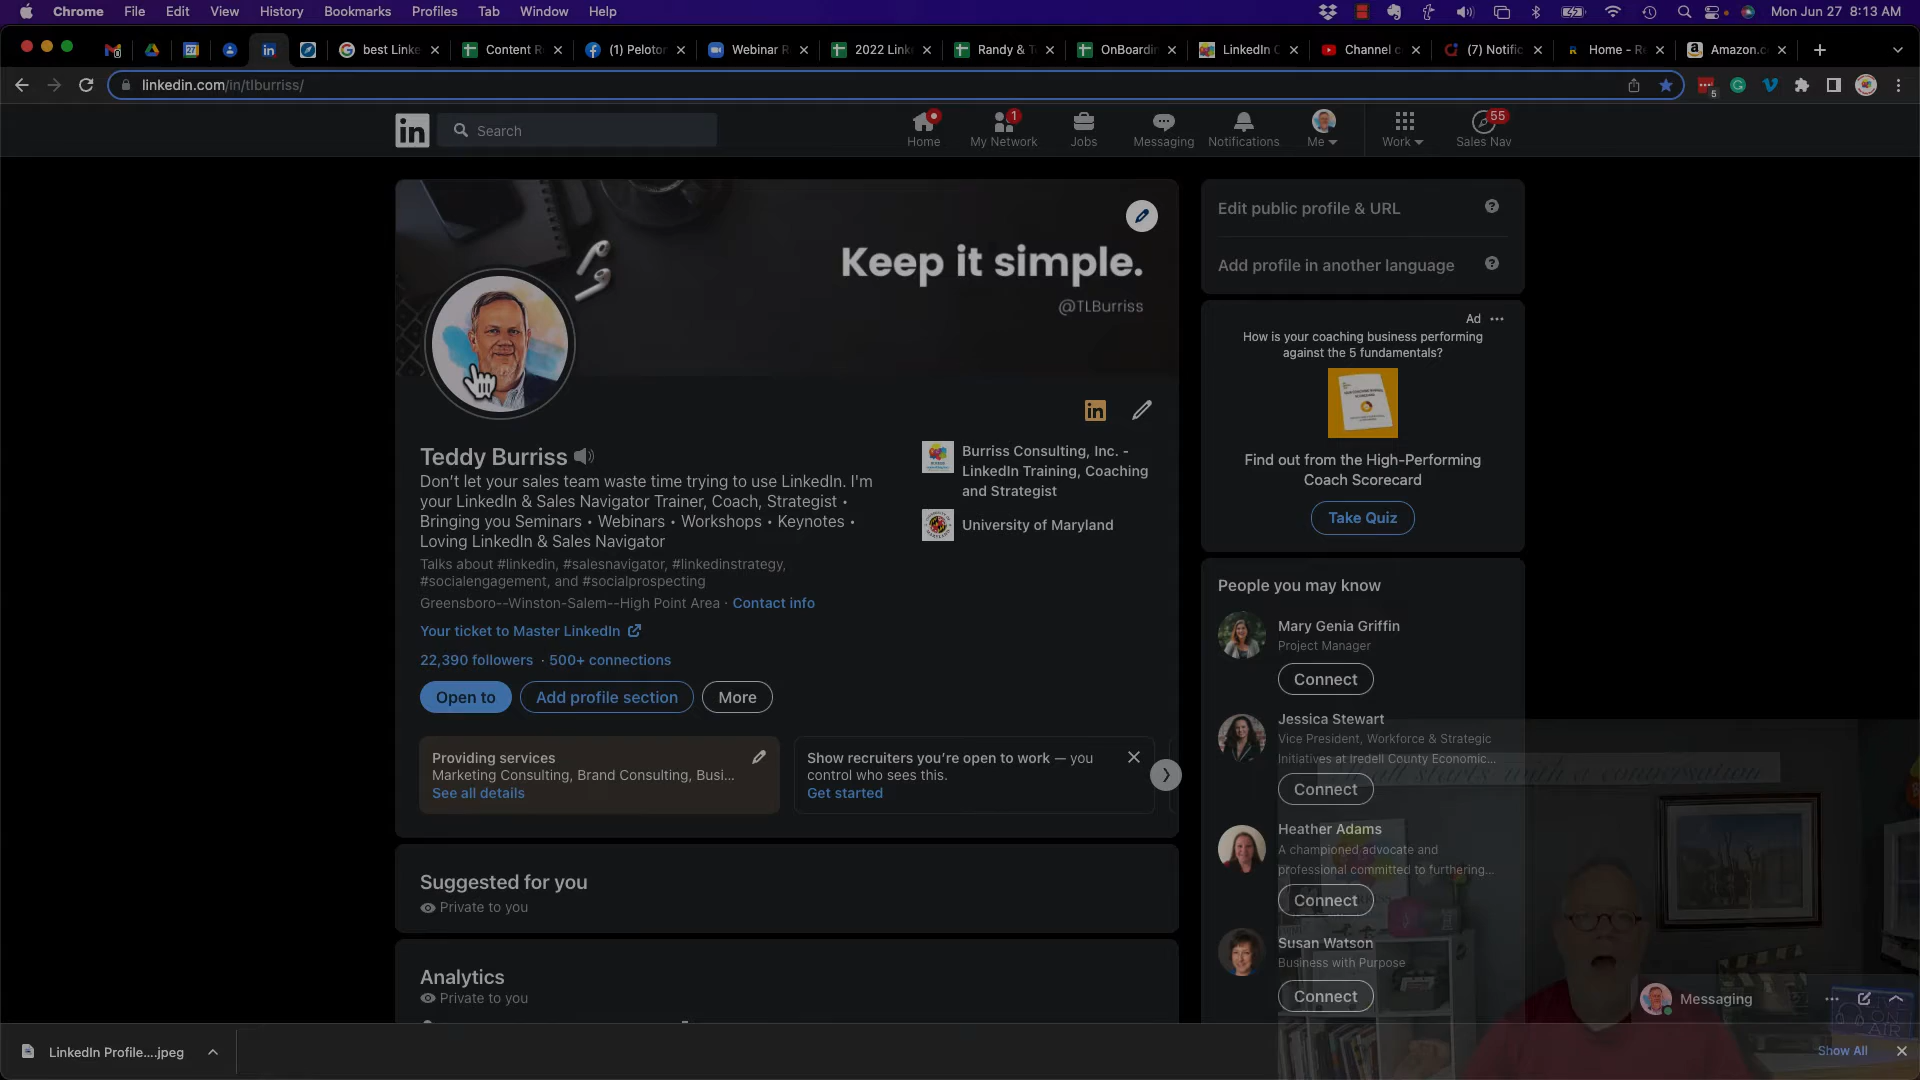 Chrome File Edit View History Bookmarks Profiles Tab Window Help Mon Jun 27 8:13 AM
best Linke Content R (1) Peloto Webinar R 2022 Link Randy & T OnBoardin LinkedIn C Channel c (7) Notific Home - Re Amazon.c
linkedin.com/in/tlburriss/
5
in Search
1 55
Home My Network Jobs Messaging Notifications Me Work Sales Nav
Keep it simple.
@TLBurriss
in
Teddy Burriss
Don't let your sales team waste time trying to use LinkedIn. I'm
your LinkedIn & Sales Navigator Trainer, Coach, Strategist •
Bringing you Seminars • Webinars • Workshops • Keynotes •
Loving LinkedIn & Sales Navigator
Talks about #linkedin, #salesnavigator, #linkedinstrategy,
#socialengagement, and #socialprospecting
Greensboro--Winston-Salem--High Point Area · Contact info
Your ticket to Master LinkedIn
22,390 followers · 500+ connections
Open to Add profile section More
Burriss Consulting, Inc. -
LinkedIn Training, Coaching
and Strategist
University of Maryland
Providing services
Marketing Consulting, Brand Consulting, Busi...
See all details
Show recruiters you're open to work — you
control who sees this.
Get started
Suggested for you
Private to you
Analytics
Private to you
Edit public profile & URL
Add profile in another language
Ad
How is your coaching business performing
against the 5 fundamentals?
Find out from the High-Performing
Coach Scorecard
Take Quiz
People you may know
Mary Genia Griffin
Project Manager
Connect
Jessica Stewart
Vice President, Workforce & Strategic
Initiatives at Iredell County Economic...
Connect
starts with a conversation
Heather Adams
A championed advocate and
professional committed to furthering...
Connect
Susan Watson
Business with Purpose
Connect
Messaging
ON
AIR
LinkedIn Profile....jpeg
Show All